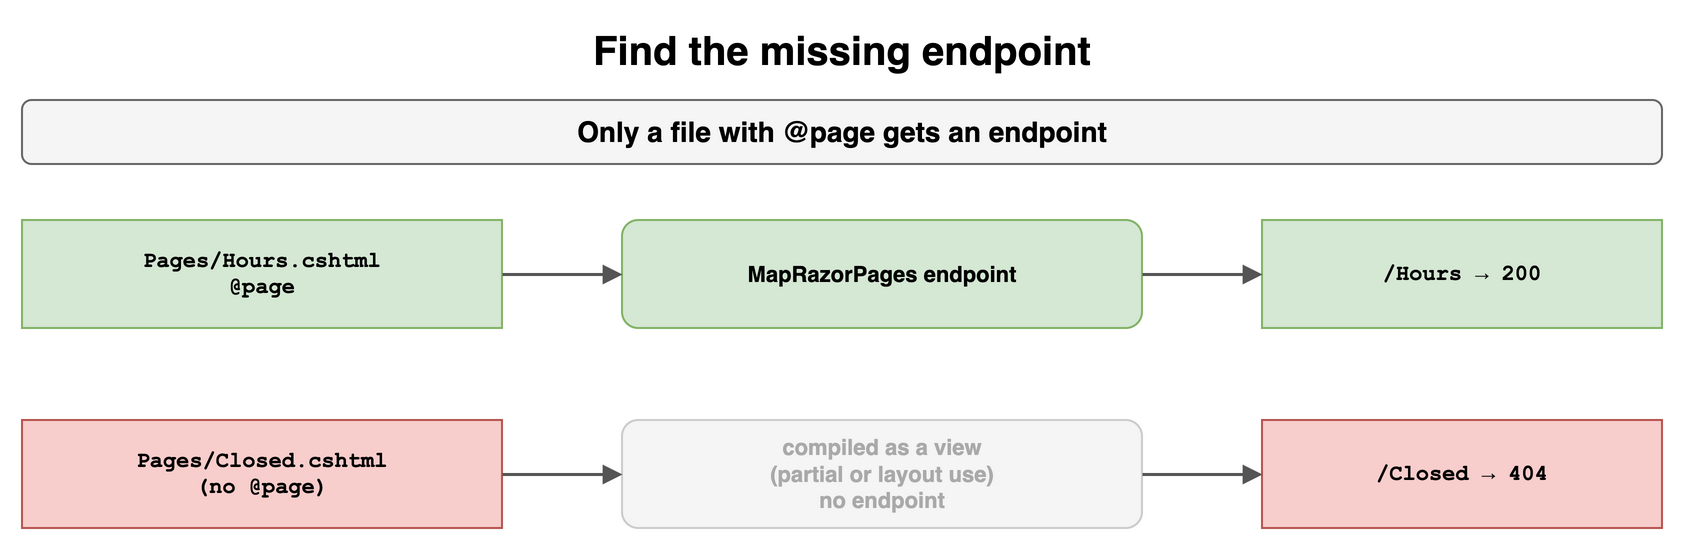 Find the missing endpoint
Only a file with @page gets an endpoint
Pages/Hours.cshtml
@page
MapRazorPages endpoint
/Hours → 200
Pages/Closed.cshtml
(no @page)
compiled as a view
(partial or layout use)
no endpoint
/Closed → 404